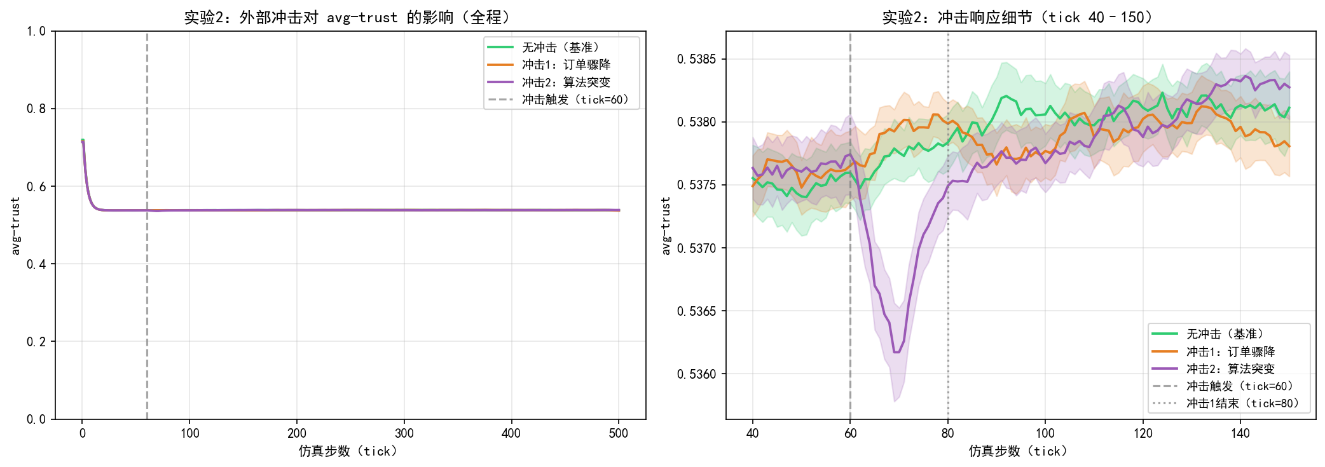 实验2：外部冲击对 avg-trust 的影响（全程）
1.0
0.8
0.6
0.4
0.2
0.0
avg-trust
无冲击（基准）
冲击1：订单骤降
冲击2：算法突变
冲击触发（tick=60）
0
100
200
300
400
500
仿真步数（tick）
实验2：冲击响应细节（tick 40–150）
0.5385
0.5380
0.5375
0.5370
0.5365
0.5360
avg-trust
无冲击（基准）
冲击1：订单骤降
冲击2：算法突变
冲击触发（tick=60）
冲击1结束（tick=80）
40
60
80
100
120
140
仿真步数（tick）